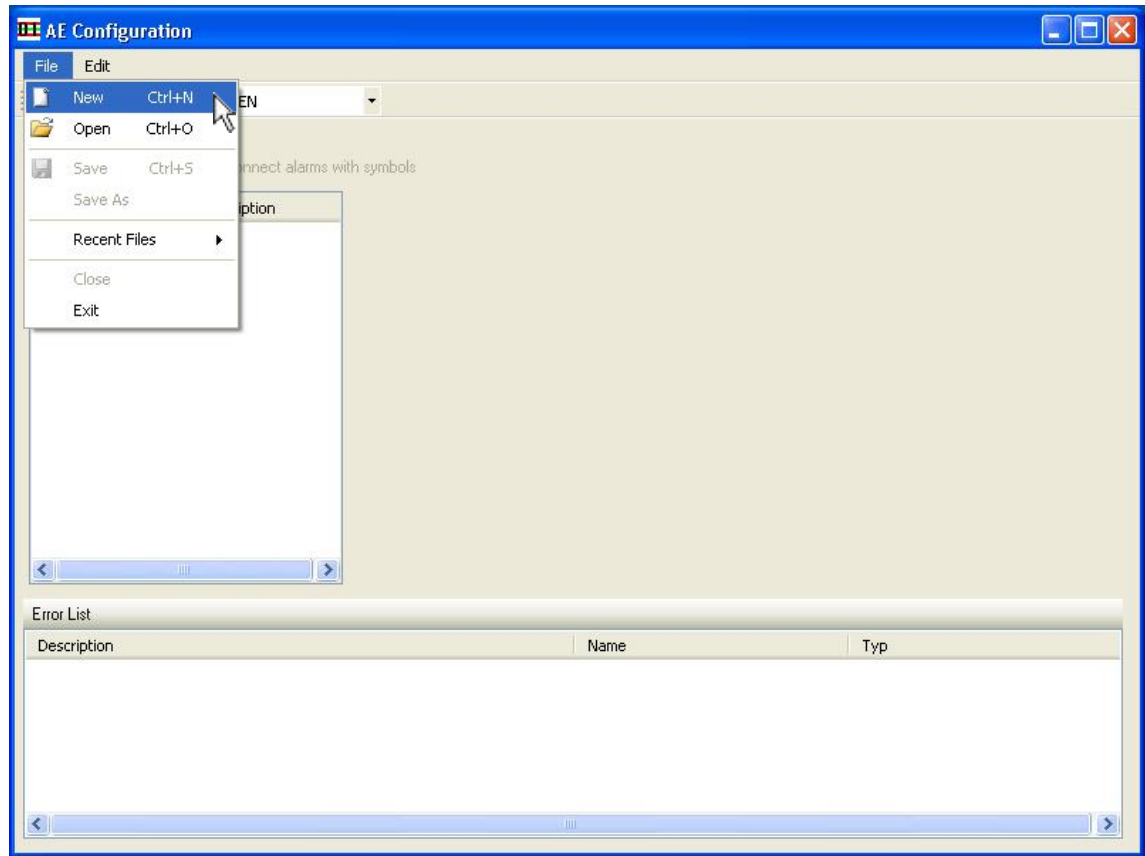 AE Configuration
File Edit
New Ctrl+N
EN
Open Ctrl+O
Save Ctrl+S
onnect alarms with symbols
Save As
iption
Recent Files
Close
Exit
Error List
Description Name Typ